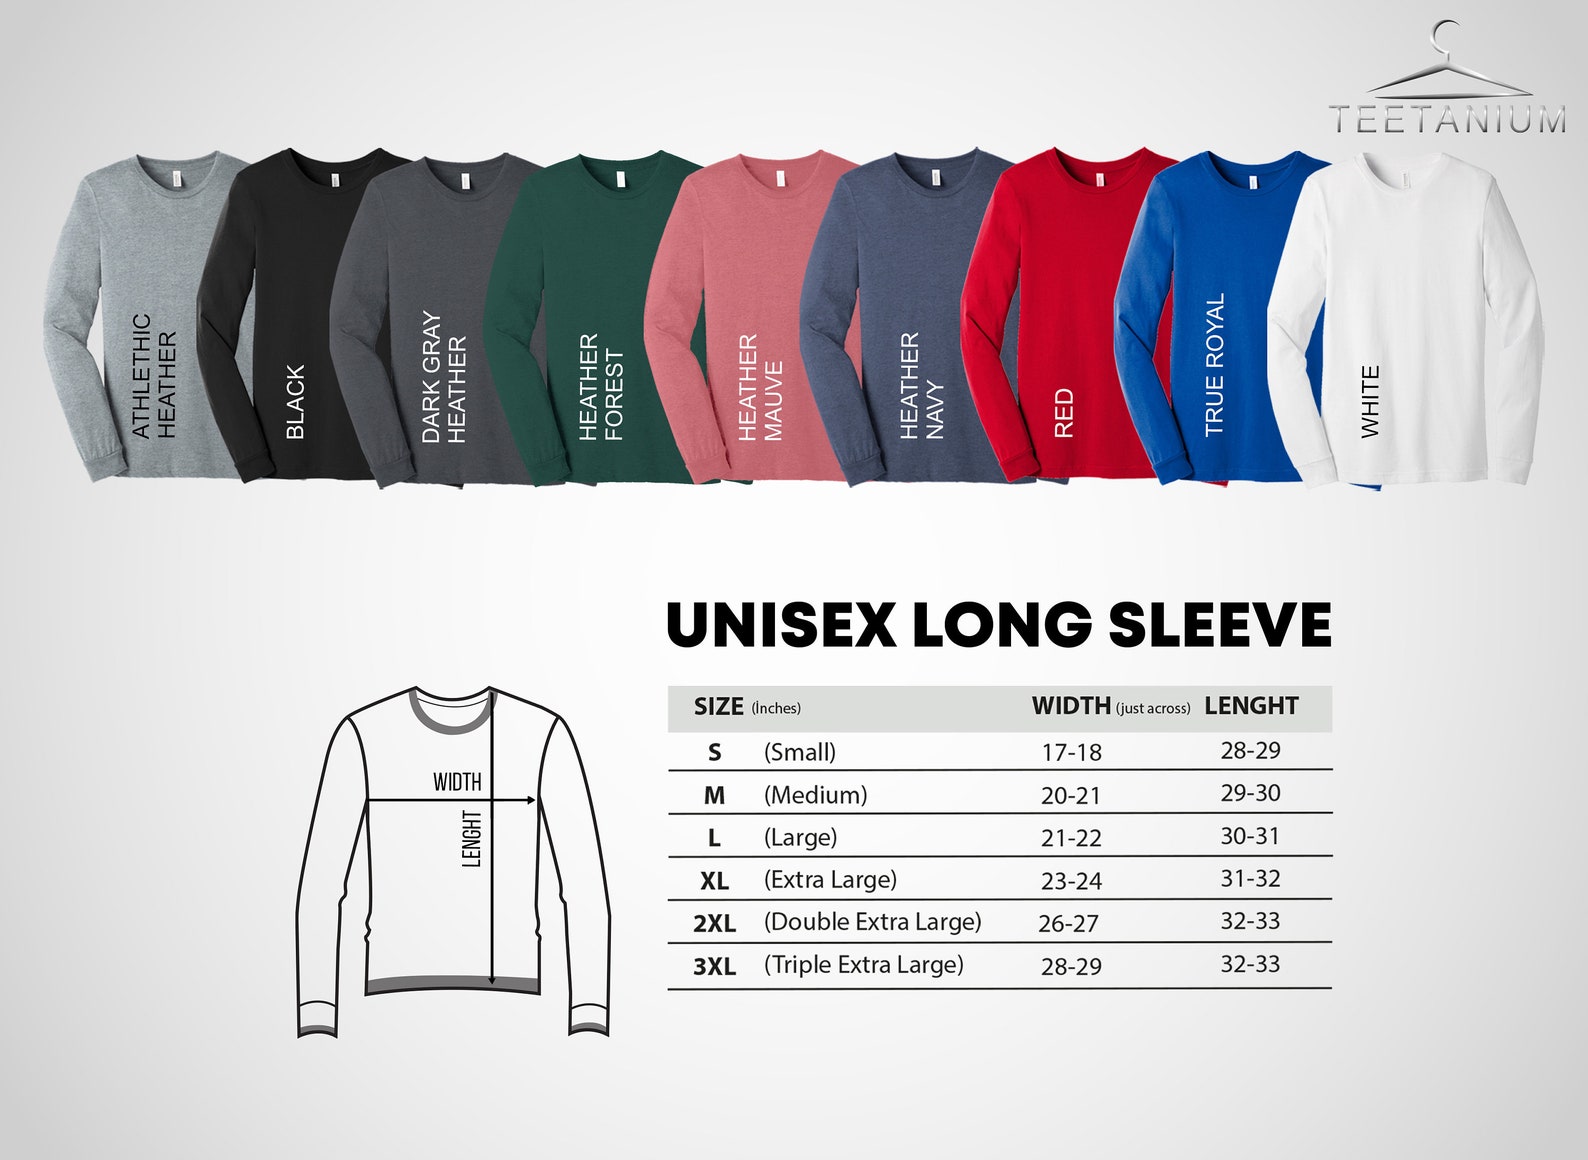 TEETANIUM
ATHLETHIC
HEATHER
BLACK
DARK GRAY
HEATHER
HEATHER
FOREST
HEATHER
MAUVE
HEATHER
NAVY
RED
TRUE ROYAL
WHITE
UNISEX LONG SLEEVE
SIZE (İnches) WIDTH (just across) LENGHT
S (Small) 17-18 28-29
M (Medium) 20-21 29-30
L (Large) 21-22 30-31
XL (Extra Large) 23-24 31-32
2XL (Double Extra Large) 26-27 32-33
3XL (Triple Extra Large) 28-29 32-33
WIDTH
LENGHT